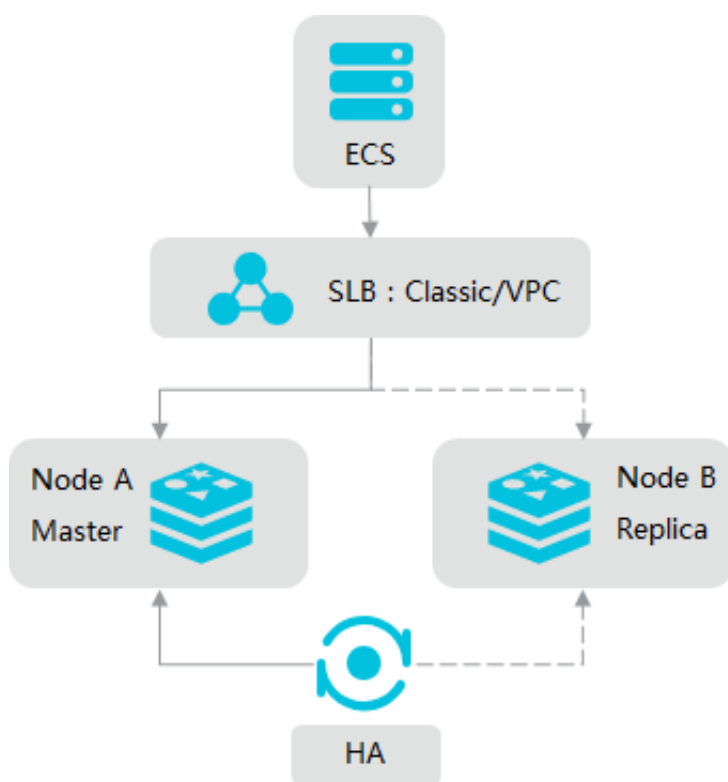 ECS
SLB : Classic/VPC
Node A
Master
Node B
Replica
HA